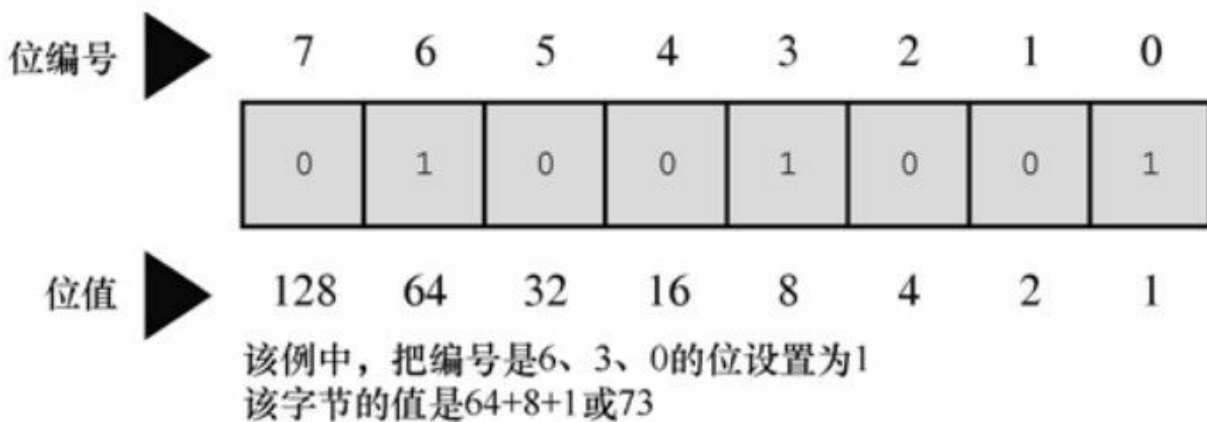 位编号 7 6 5 4 3 2 1 0
0 1 0 0 1 0 0 1
位值 128 64 32 16 8 4 2 1
该例中，把编号是6、3、0的位设置为1
该字节的值是64+8+1或73